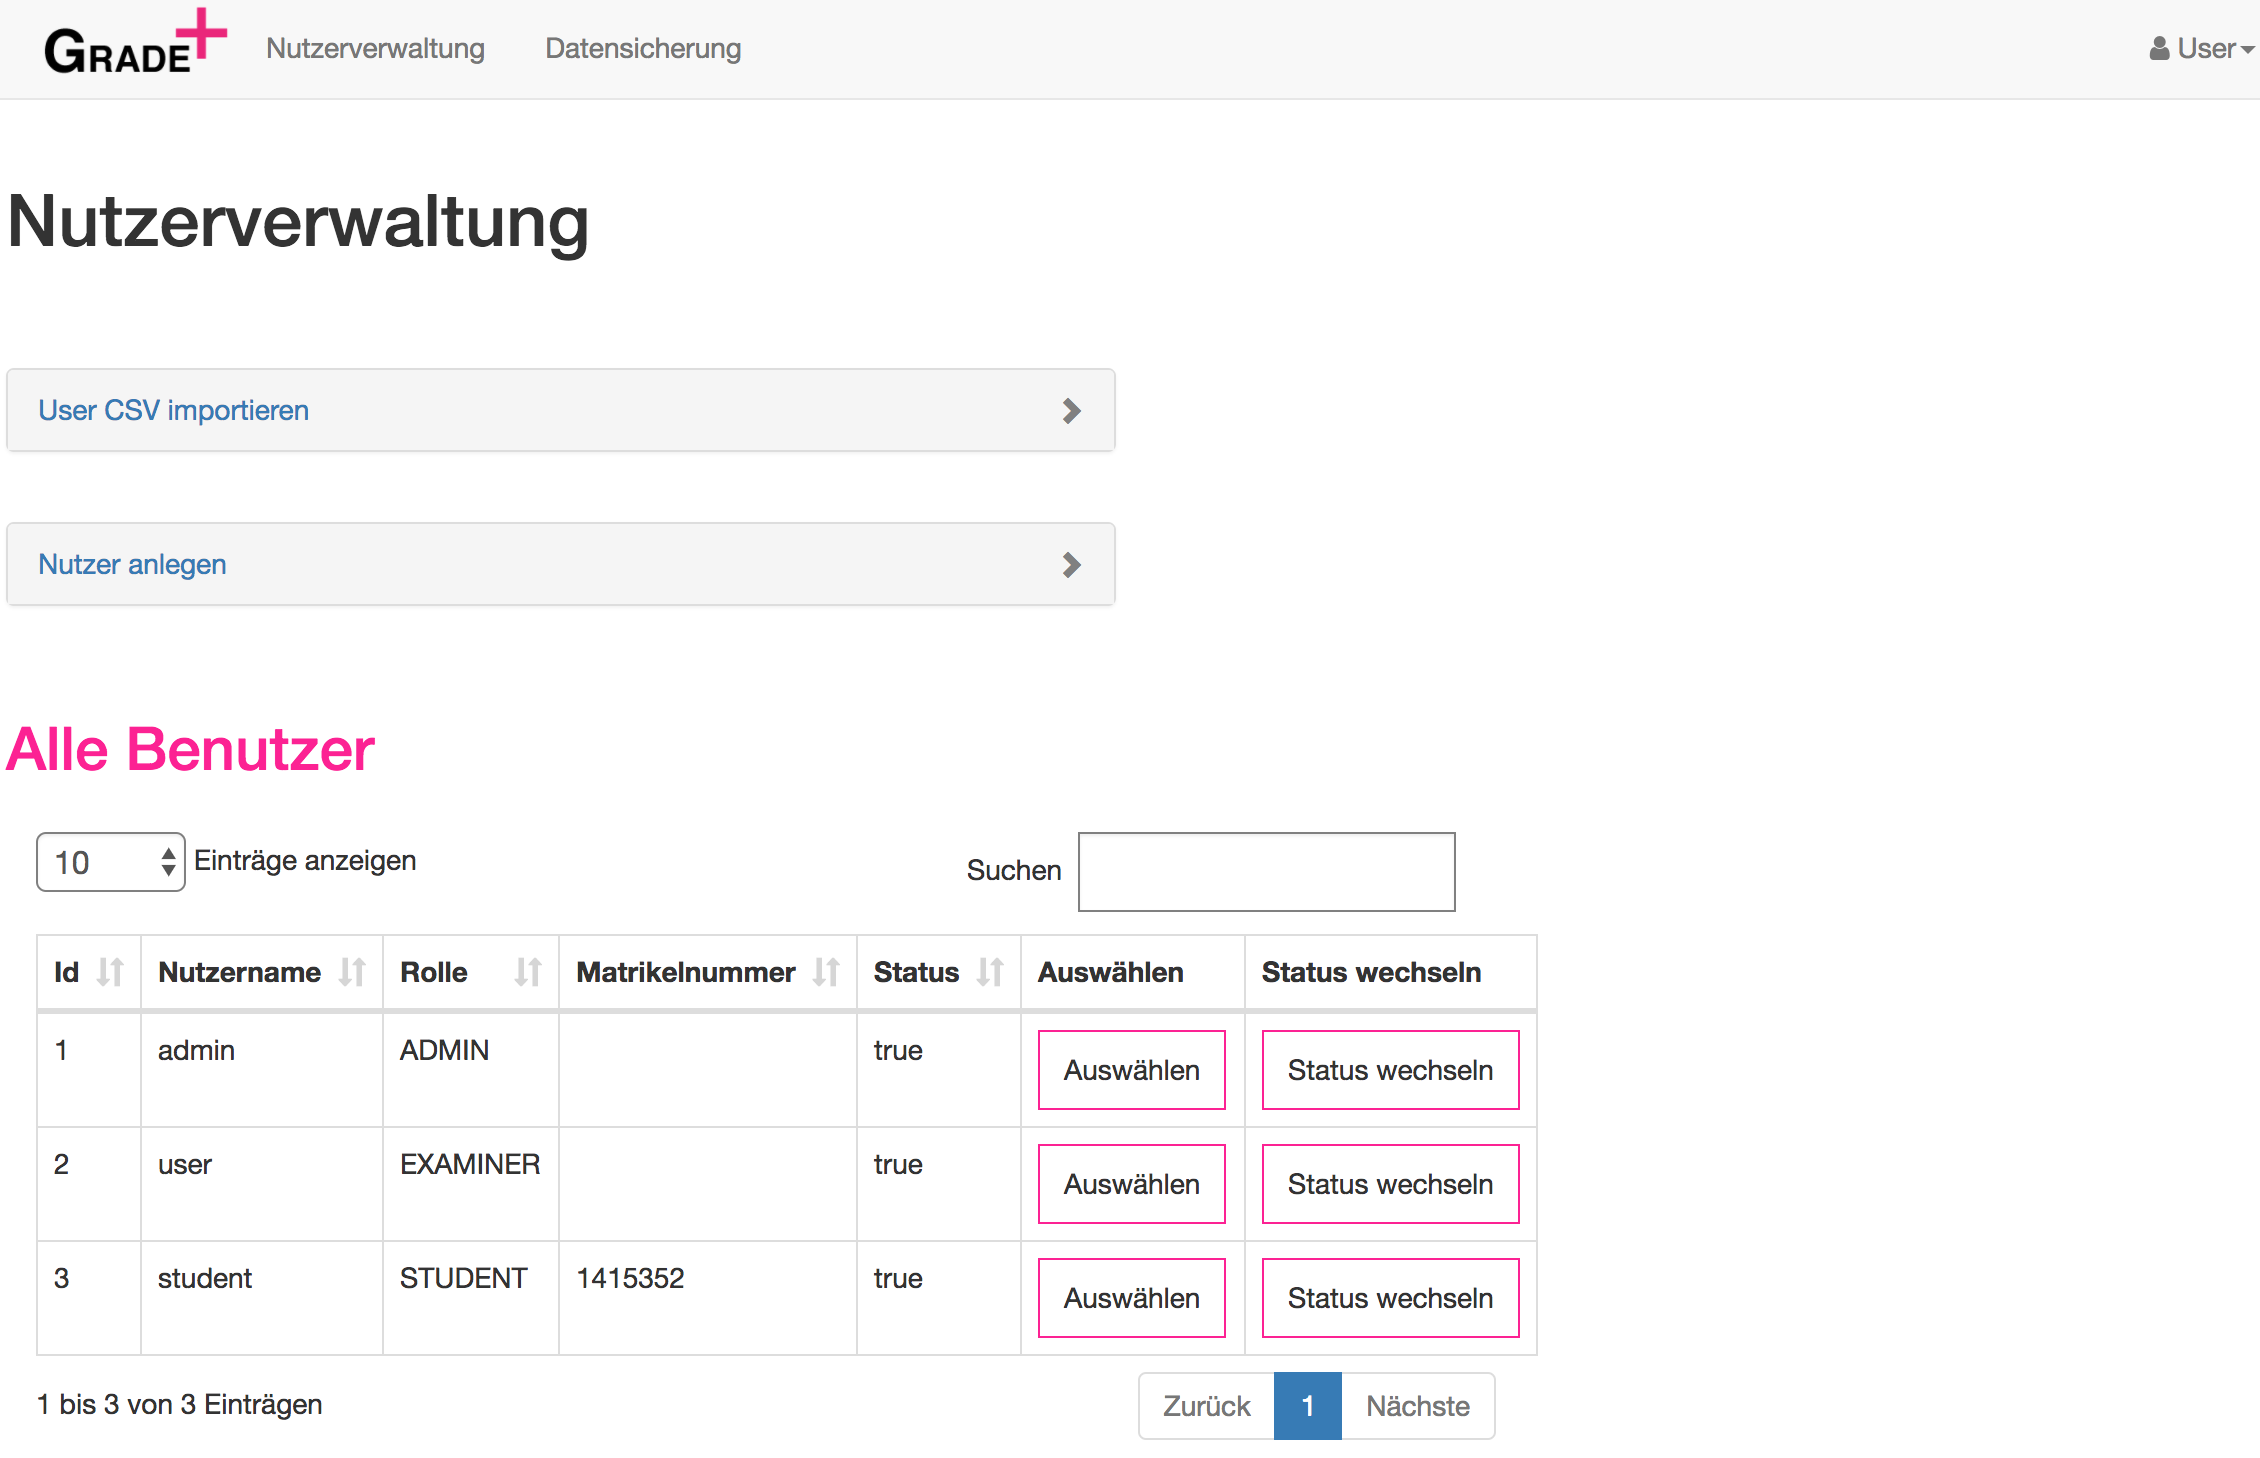 GRADE+ Nutzerverwaltung Datensicherung User
Nutzerverwaltung
User CSV importieren
Nutzer anlegen
Alle Benutzer
10 Einträge anzeigen Suchen
Id Nutzername Rolle Matrikelnummer Status Auswählen Status wechseln
1 admin ADMIN true Auswählen Status wechseln
2 user EXAMINER true Auswählen Status wechseln
3 student STUDENT 1415352 true Auswählen Status wechseln
1 bis 3 von 3 Einträgen Zurück 1 Nächste